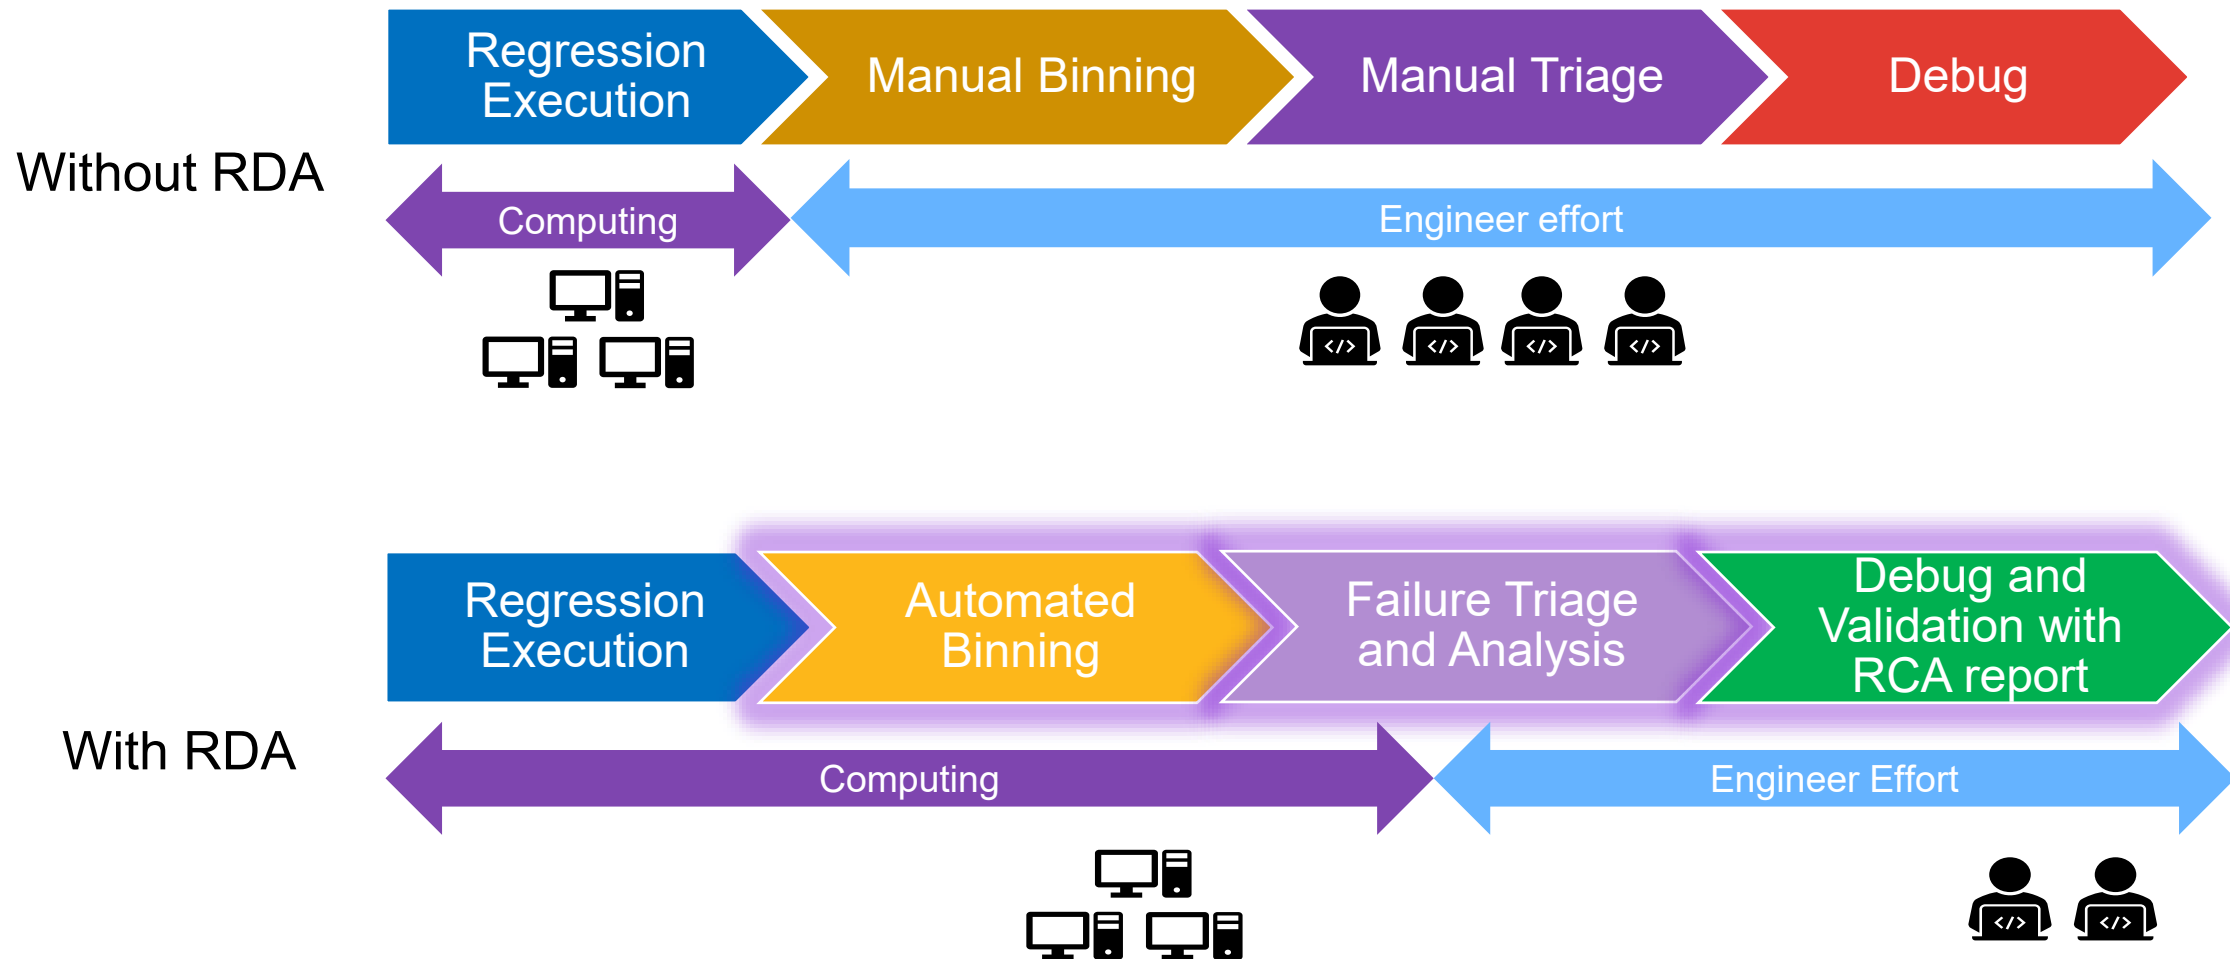 Regression
Execution
Manual Binning
Manual Triage
Debug
Without RDA
Computing
Engineer effort
</>
</>
</>
</>
Regression
Execution
Automated
Binning
Failure Triage
and Analysis
Debug and
Validation with
RCA report
With RDA
Computing
Engineer Effort
</>
</>